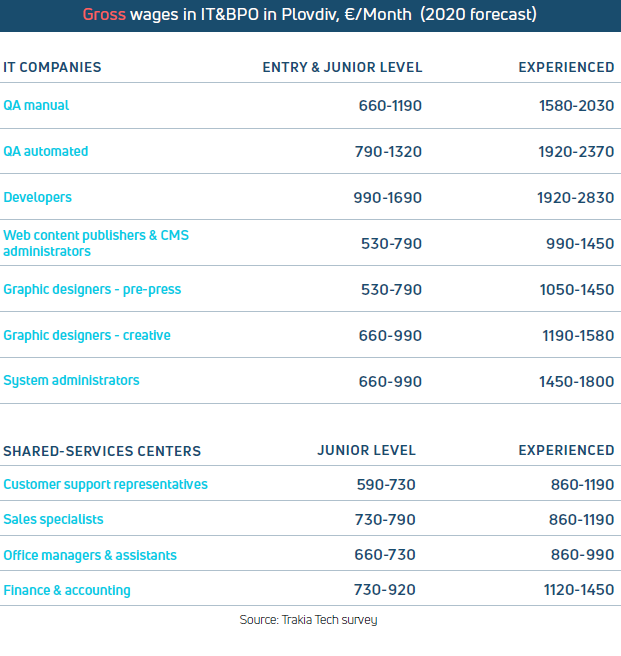 Gross wages in IT&BPO in Plovdiv, €/Month (2020 forecast)
IT COMPANIES ENTRY & JUNIOR LEVEL EXPERIENCED
QA manual 660-1190 1580-2030
QA automated 790-1320 1920-2370
Developers 990-1690 1920-2830
Web content publishers & CMS
administrators 530-790 990-1450
Graphic designers - pre-press 530-790 1050-1450
Graphic designers - creative 660-990 1190-1580
System administrators 660-990 1450-1800
SHARED-SERVICES CENTERS JUNIOR LEVEL EXPERIENCED
Customer support representatives 590-730 860-1190
Sales specialists 730-790 860-1190
Office managers & assistants 660-730 860-990
Finance & accounting 730-920 1120-1450
Source: Trakia Tech survey